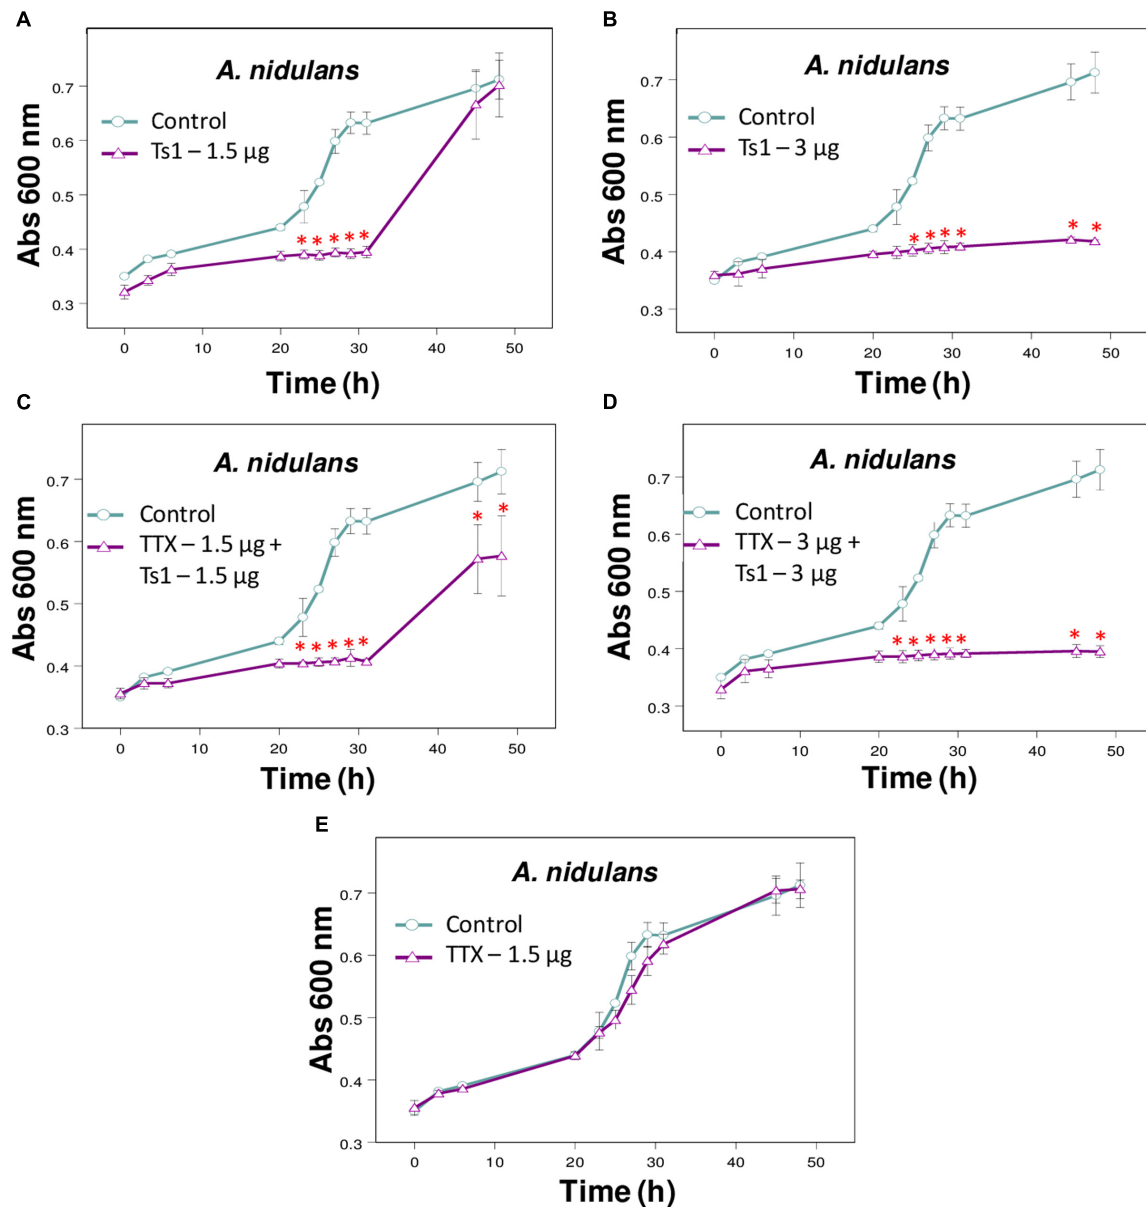 A
A. nidulans
Control
Ts1 – 1.5 µg
Abs 600 nm
0.7
0.6
0.5
0.4
0.3
* * * * *
0 10 20 30 40 50
Time (h)
B
A. nidulans
Control
Ts1 – 3 µg
Abs 600 nm
0.7
0.6
0.5
0.4
0.3
* * * * * *
0 10 20 30 40 50
Time (h)
C
A. nidulans
Control
TTX – 1.5 µg +
Ts1 – 1.5 µg
Abs 600 nm
0.7
0.6
0.5
0.4
0.3
* *
* * * * *
0 10 20 30 40 50
Time (h)
D
A. nidulans
Control
TTX – 3 µg +
Ts1 – 3 µg
Abs 600 nm
0.7
0.6
0.5
0.4
0.3
* * * * * * *
0 10 20 30 40 50
Time (h)
E
A. nidulans
Control
TTX – 1.5 µg
Abs 600 nm
0.7
0.6
0.5
0.4
0.3
0 10 20 30 40 50
Time (h)